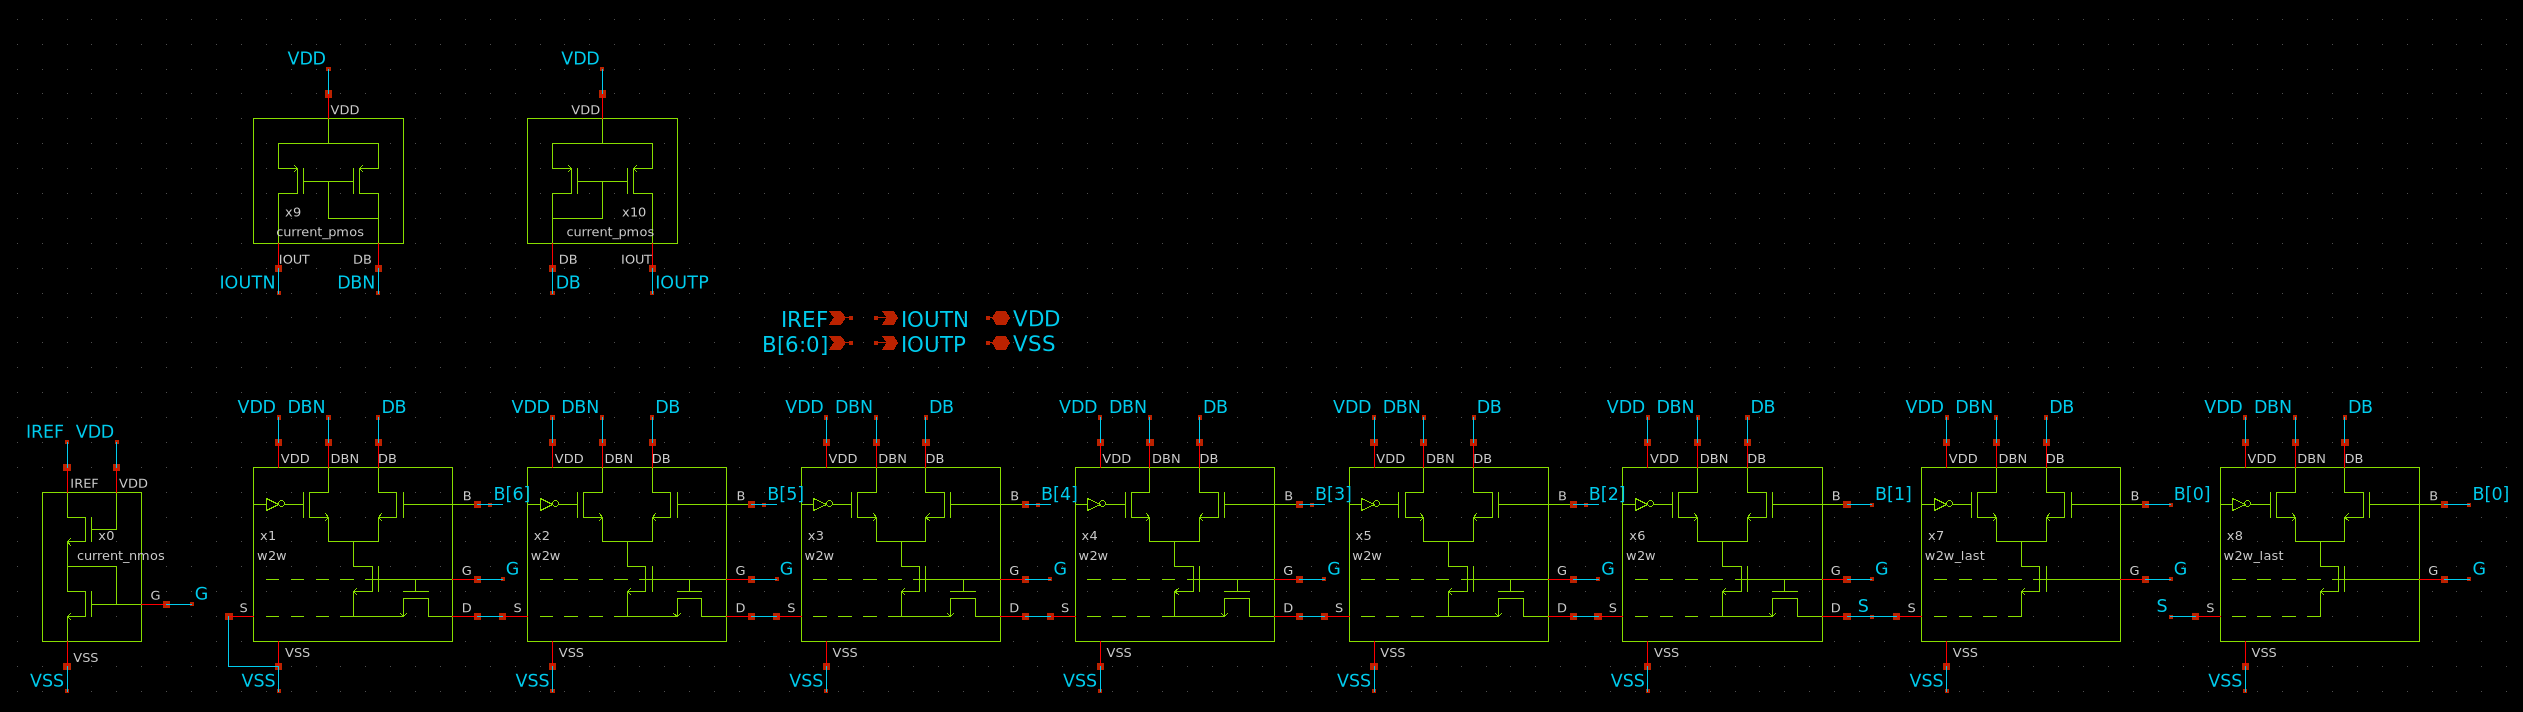 VDD VDD
VDD VDD
x9 x10
current_pmos current_pmos
IOUT DB DB IOUT
IOUTN DBN DB IOUTP
IREF IOUTN VDD
B[6:0] IOUTP VSS
VDD DBN DB VDD DBN DB VDD DBN DB VDD DBN DB VDD DBN DB VDD DBN DB VDD DBN DB VDD DBN DB
IREF VDD
VDD DBN DB VDD DBN DB VDD DBN DB VDD DBN DB VDD DBN DB VDD DBN DB VDD DBN DB VDD DBN DB
IREF VDD
B B[6] B B[5] B B[4] B B[3] B B[2] B B[1] B B[0] B B[0]
x0 x1 x2 x3 x4 x5 x6 x7 x8
current_nmos w2w w2w w2w w2w w2w w2w w2w_last w2w_last
G G G G G G G G G G G G G G G G
G G
S D S D S D S D S D S D S S S S
VSS VSS VSS VSS VSS VSS VSS VSS VSS
VSS VSS VSS VSS VSS VSS VSS VSS VSS